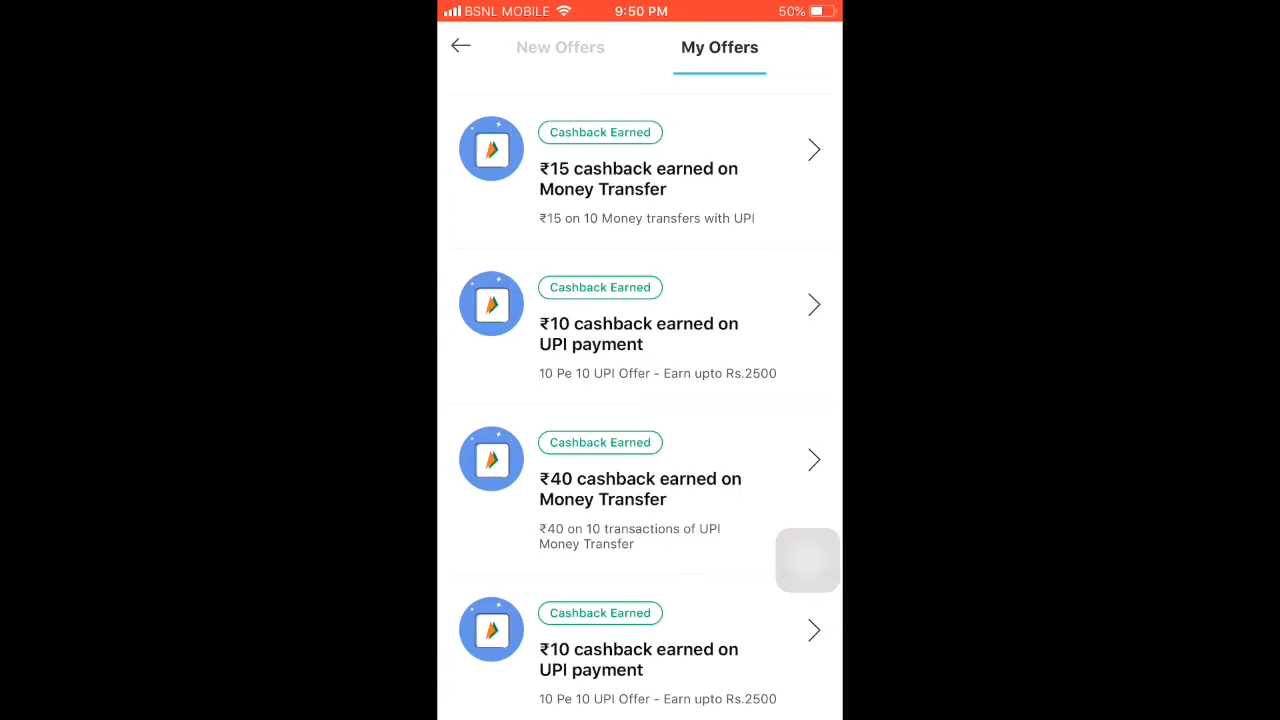 BSNL MOBILE 9:50 PM 50%
New Offers My Offers
Cashback Earned
₹15 cashback earned on
Money Transfer
₹15 on 10 Money transfers with UPI
Cashback Earned
₹10 cashback earned on
UPI payment
10 Pe 10 UPI Offer - Earn upto Rs.2500
Cashback Earned
₹40 cashback earned on
Money Transfer
₹40 on 10 transactions of UPI
Money Transfer
Cashback Earned
₹10 cashback earned on
UPI payment
10 Pe 10 UPI Offer - Earn upto Rs.2500